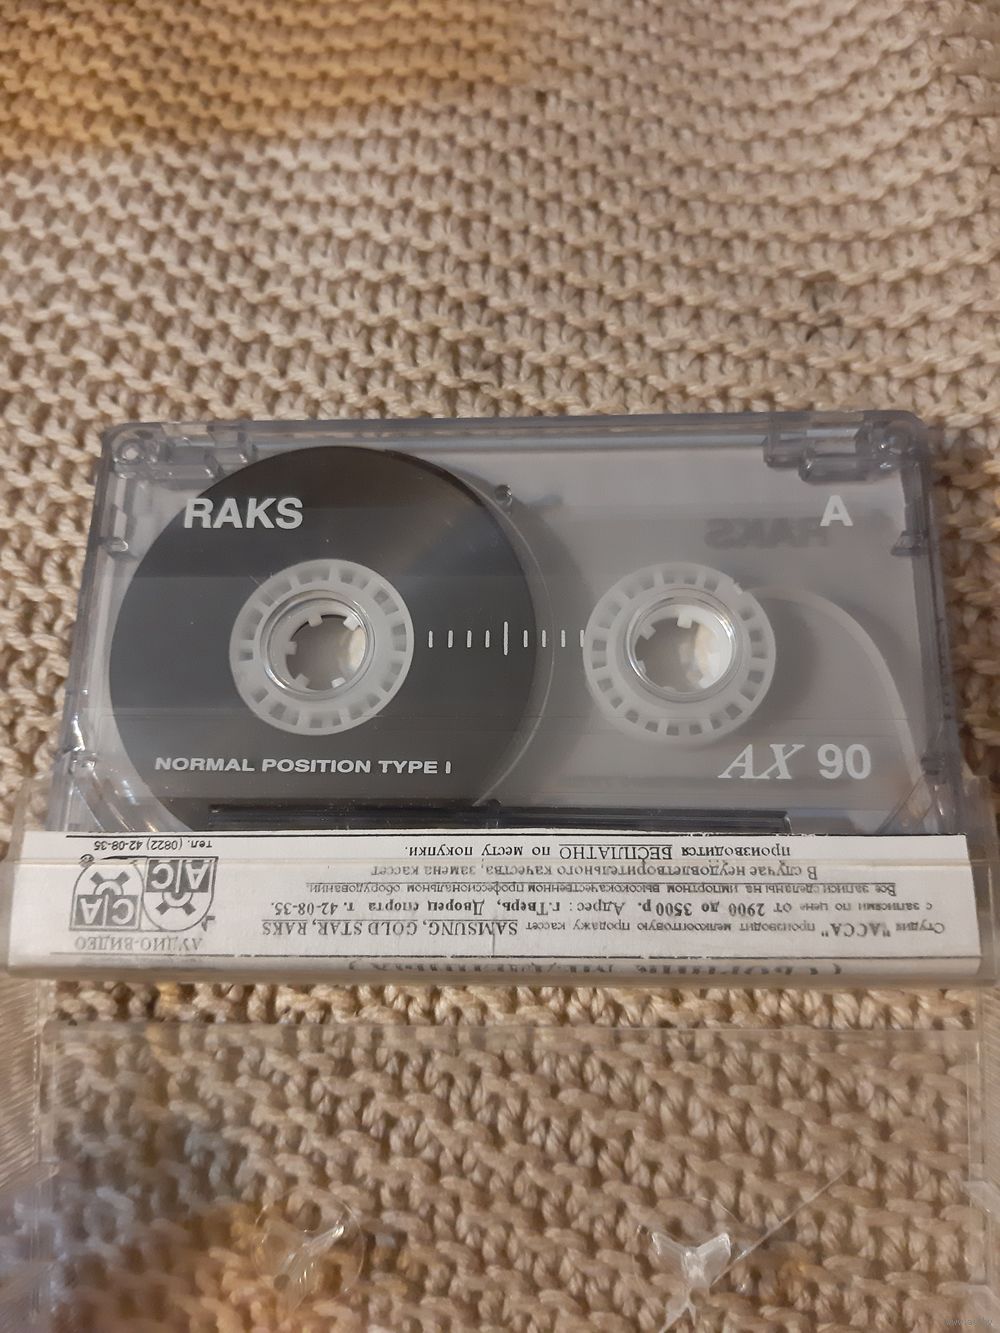 RAKS
A
NORMAL POSITION TYPE I
AX 90
АУДИО-ВИДЕО
С А
А С
тел. (0822) 42-08-35
Студия "АССА" производит мелкооптовую продажу кассет SAMSUNG, GOLD STAR, RAKS
с записями по цене от 2900 до 3500 р. Адрес: г.Тверь, Дворец спорта т. 42-08-35.
Все записи сделаны на импортном высококачественном профессиональном оборудовании.
В случае неудовлетворительного качества, замена кассет
производится БЕСПЛАТНО по месту покупки.